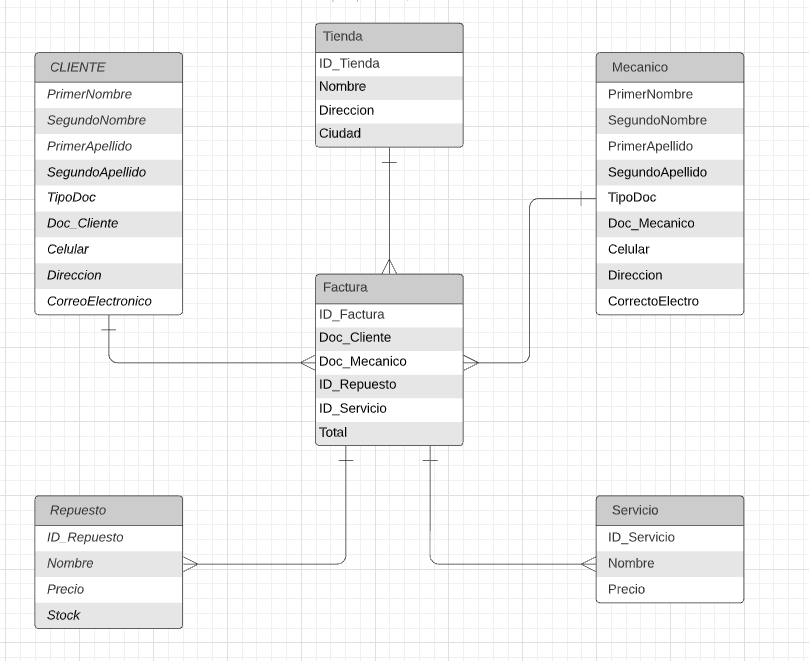 Tienda
ID_Tienda
Nombre
Direccion
Ciudad
CLIENTE
PrimerNombre
SegundoNombre
PrimerApellido
SegundoApellido
TipoDoc
Doc_Cliente
Celular
Direccion
CorreoElectronico
Mecanico
PrimerNombre
SegundoNombre
PrimerApellido
SegundoApellido
TipoDoc
Doc_Mecanico
Celular
Direccion
CorrectoElectro
Factura
ID_Factura
Doc_Cliente
Doc_Mecanico
ID_Repuesto
ID_Servicio
Total
Repuesto
ID_Repuesto
Nombre
Precio
Stock
Servicio
ID_Servicio
Nombre
Precio